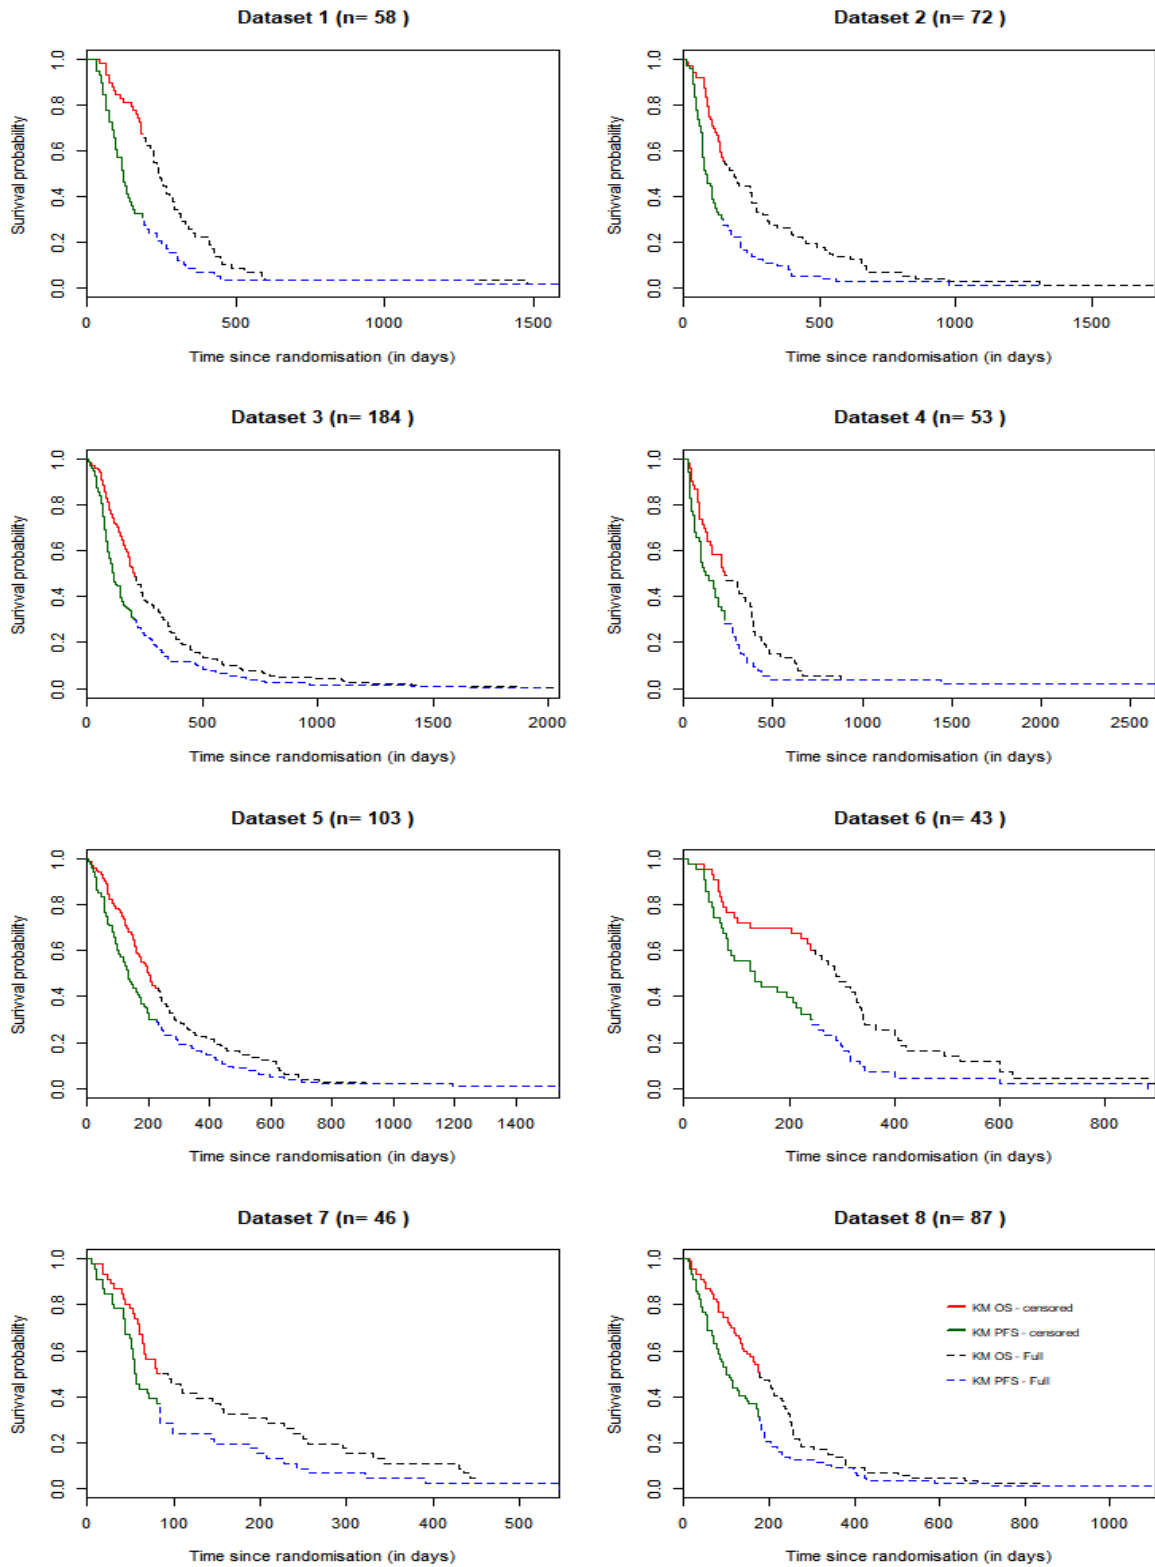 Dataset 1 (n= 58 ) Dataset 2 (n= 72 )
Surivval probability
0.0 0.2 0.4 0.6 0.8 1.0
0 500 1000 1500
Time since randomisation (in days)
Surivval probability
0.0 0.2 0.4 0.6 0.8 1.0
0 500 1000 1500
Time since randomisation (in days)
Dataset 3 (n= 184 ) Dataset 4 (n= 53 )
Surivval probability
0.0 0.2 0.4 0.6 0.8 1.0
0 500 1000 1500 2000
Time since randomisation (in days)
Surivval probability
0.0 0.2 0.4 0.6 0.8 1.0
0 500 1000 1500 2000 2500
Time since randomisation (in days)
Dataset 5 (n= 103 ) Dataset 6 (n= 43 )
Surivval probability
0.0 0.2 0.4 0.6 0.8 1.0
0 200 400 600 800 1000 1200 1400
Time since randomisation (in days)
Surivval probability
0.0 0.2 0.4 0.6 0.8 1.0
0 200 400 600 800
Time since randomisation (in days)
Dataset 7 (n= 46 ) Dataset 8 (n= 87 )
Surivval probability
0.0 0.2 0.4 0.6 0.8 1.0
0 100 200 300 400 500
Time since randomisation (in days)
Surivval probability
0.0 0.2 0.4 0.6 0.8 1.0
KM OS - censored
KM PFS - censored
KM OS - Full
KM PFS - Full
0 200 400 600 800 1000
Time since randomisation (in days)